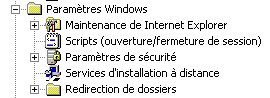 Paramètres Windows
Maintenance de Internet Explorer
Scripts (ouverture/fermeture de session)
Paramètres de sécurité
Services d'installation à distance
Redirection de dossiers